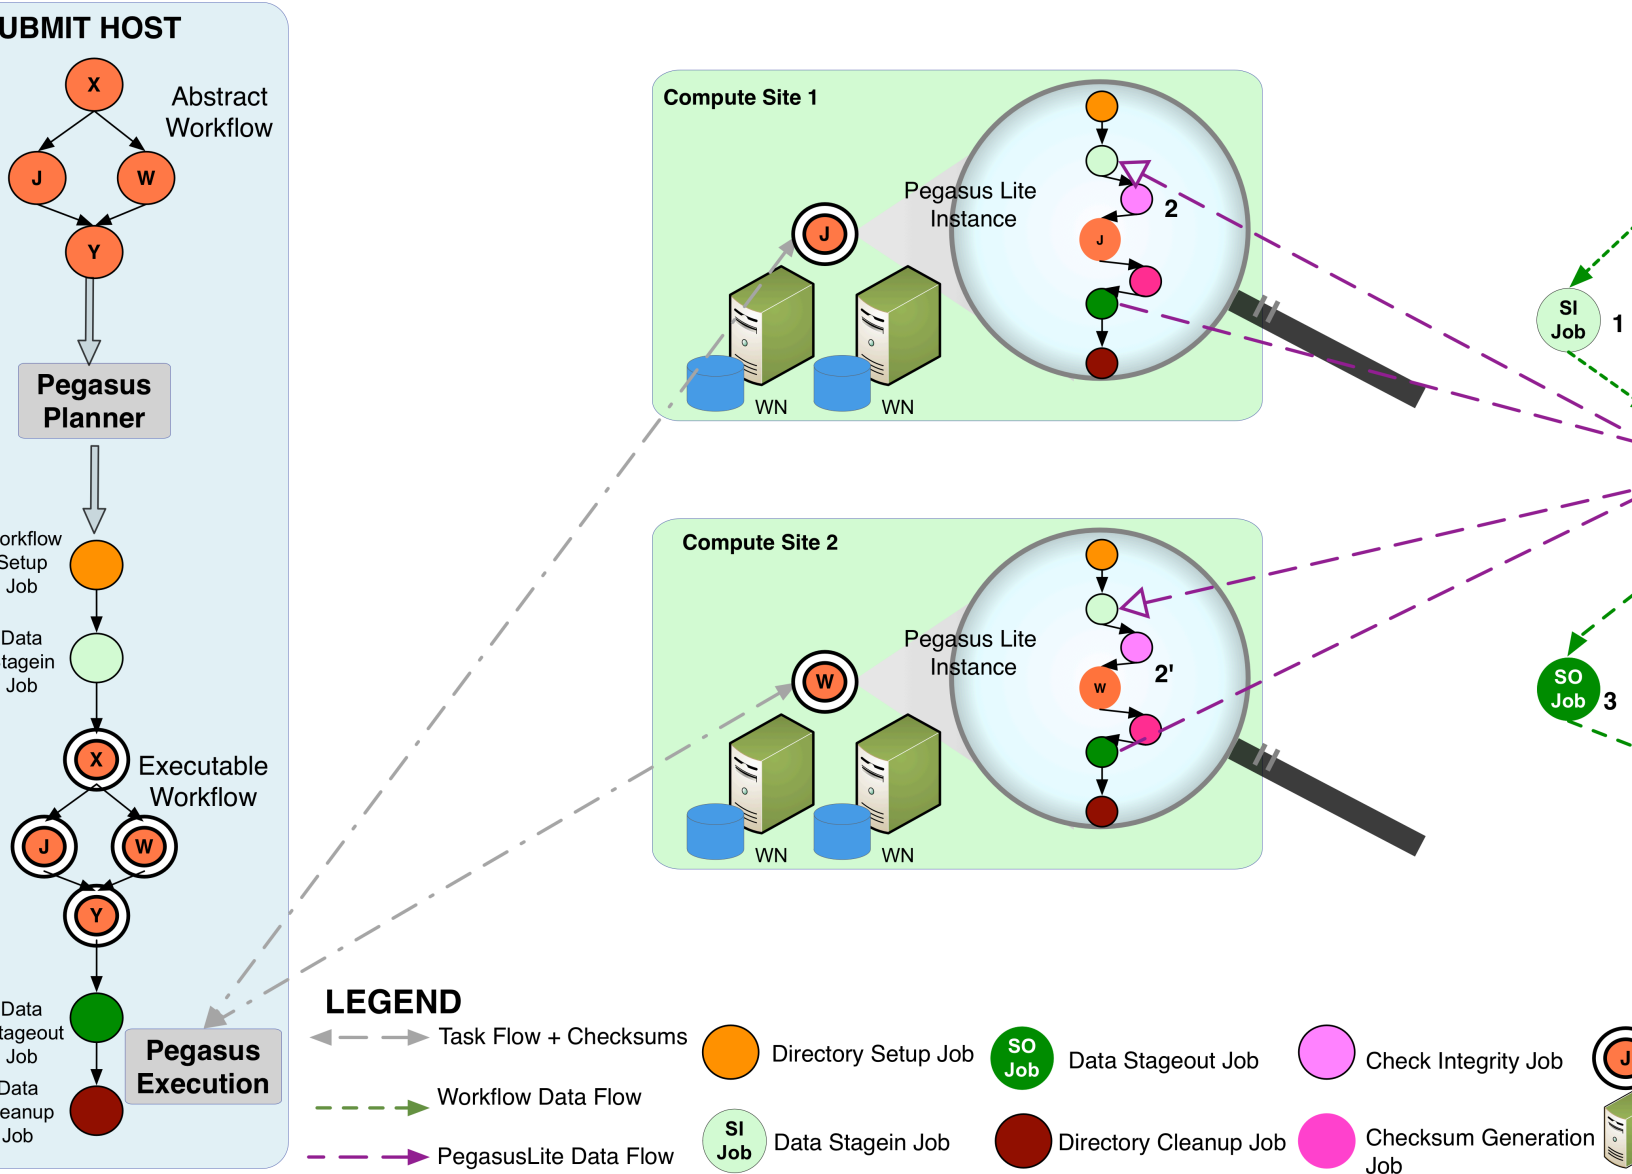 UBMIT HOST
X
Abstract
Workflow
J
W
Y
Pegasus
Planner
orkflow
Setup
Job
Data
tagein
Job
X
Executable
Workflow
J
W
Y
Data
tageout
Job
Pegasus
Execution
Data
eanup
Job
Compute Site 1
Pegasus Lite
Instance
J
2
J
WN
WN
Compute Site 2
Pegasus Lite
Instance
W
2'
W
WN
WN
SI
Job
1
SO
Job
3
LEGEND
Task Flow + Checksums
Workflow Data Flow
PegasusLite Data Flow
Directory Setup Job
SI
Job
Data Stagein Job
SO
Job
Data Stageout Job
Directory Cleanup Job
Check Integrity Job
Checksum Generation
Job
J